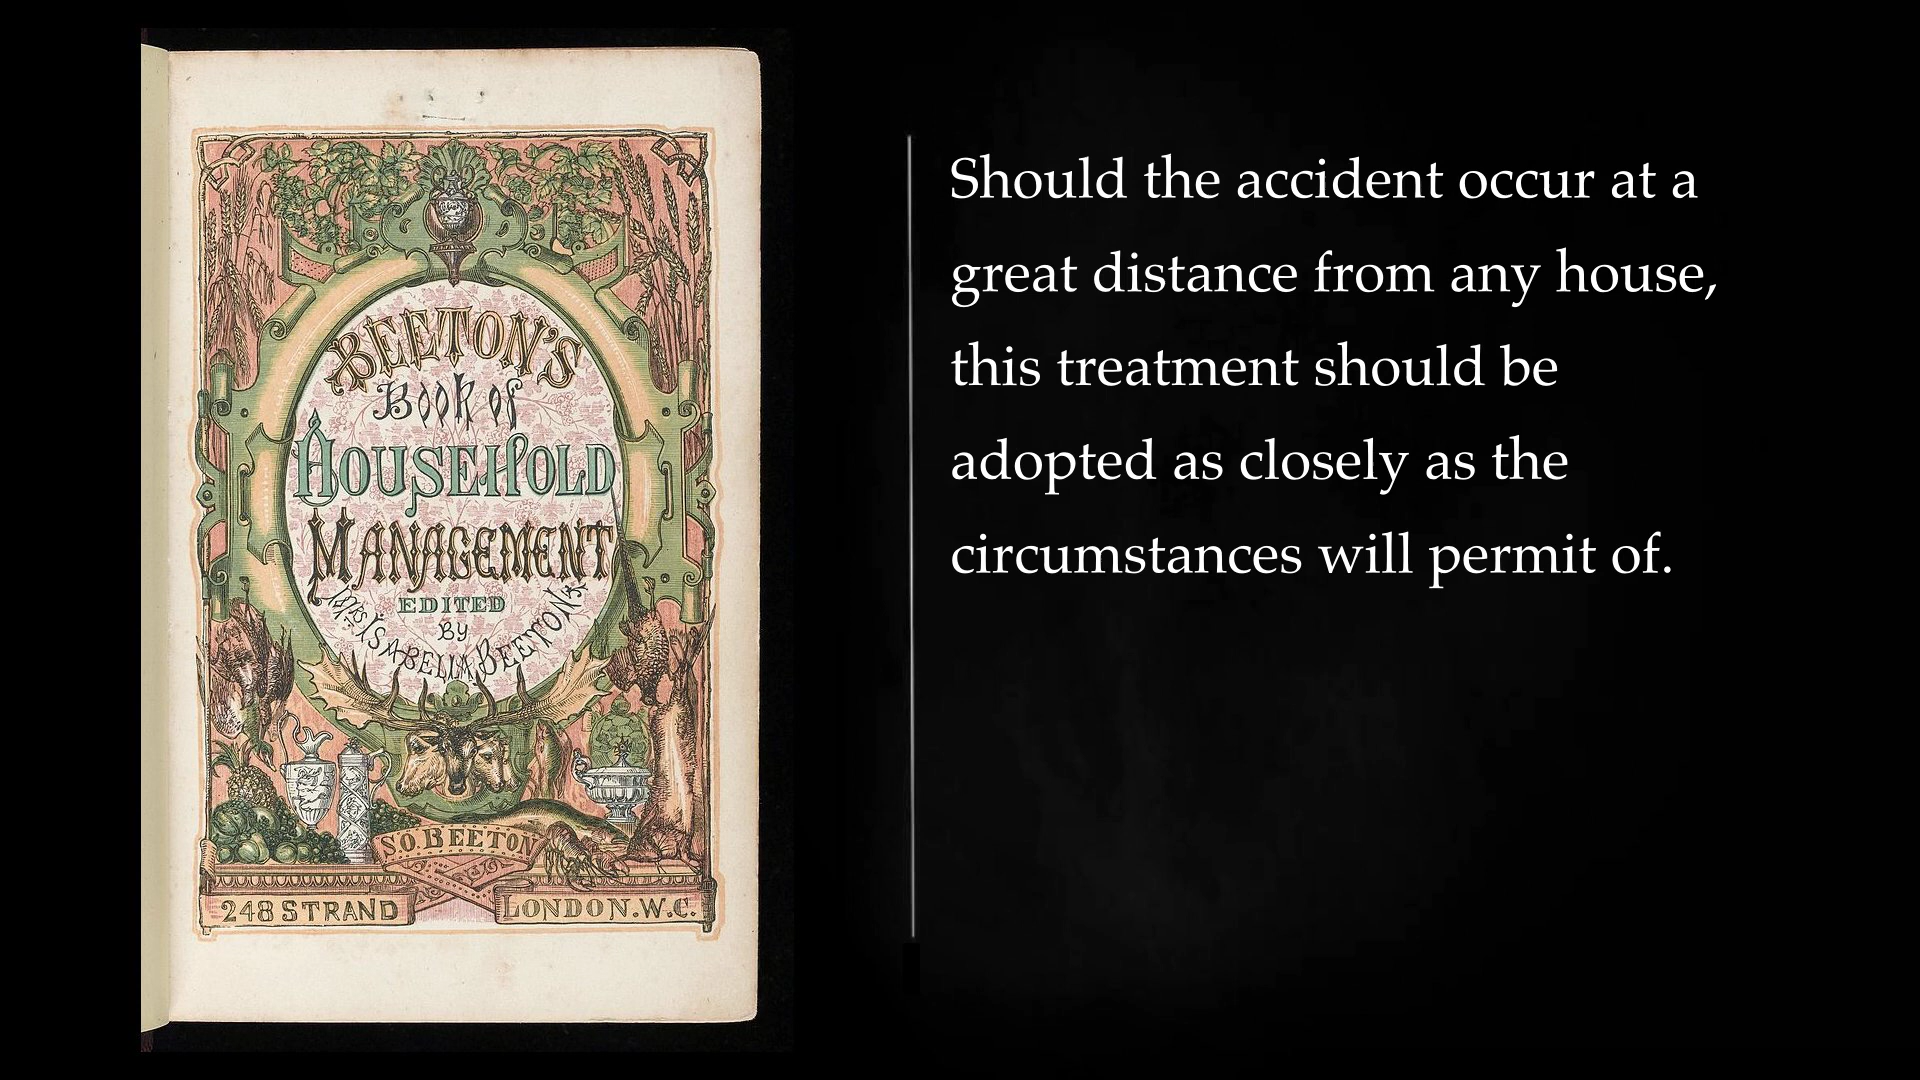 BEETON'S
Book of
HOUSEHOLD
MANAGEMENT
EDITED
BY
MRS ISABELLA BEETON
S.O. BEETON
248 STRAND
LONDON. W.C.
Should the accident occur at a
great distance from any house,
this treatment should be
adopted as closely as the
circumstances will permit of.